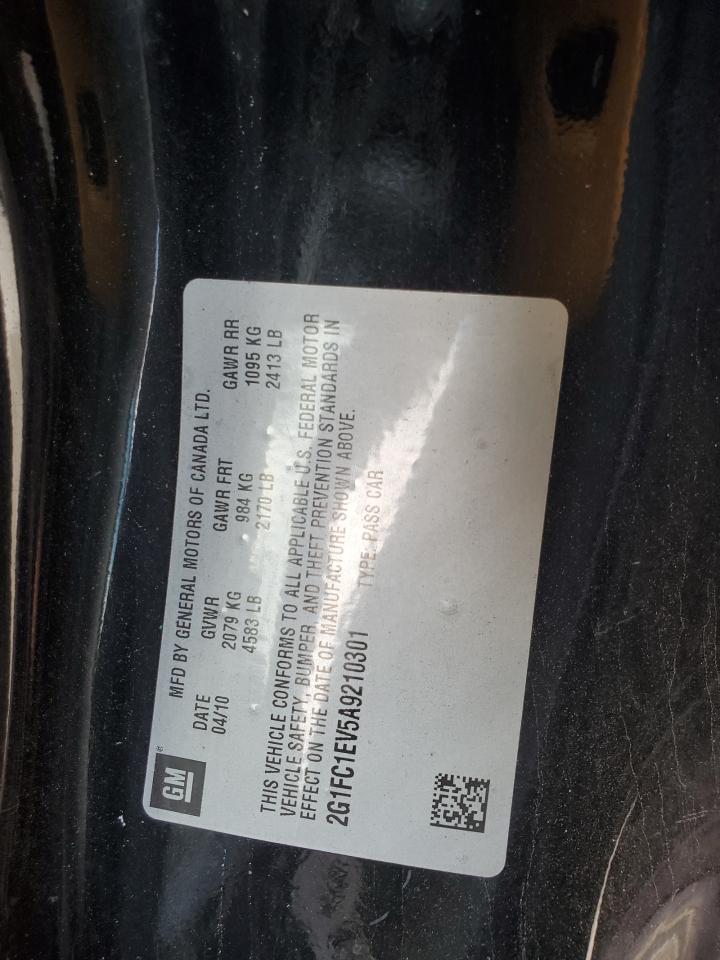 GM ®
MFD BY GENERAL MOTORS OF CANADA LTD.
DATE GVWR GAWR FRT GAWR RR
04/10 2079 KG 984 KG 1095 KG
4583 LB 2170 LB 2413 LB
THIS VEHICLE CONFORMS TO ALL APPLICABLE U.S. FEDERAL MOTOR
VEHICLE SAFETY, BUMPER, AND THEFT PREVENTION STANDARDS IN
EFFECT ON THE DATE OF MANUFACTURE SHOWN ABOVE.
2G1FC1EV5A9210301 TYPE: PASS CAR